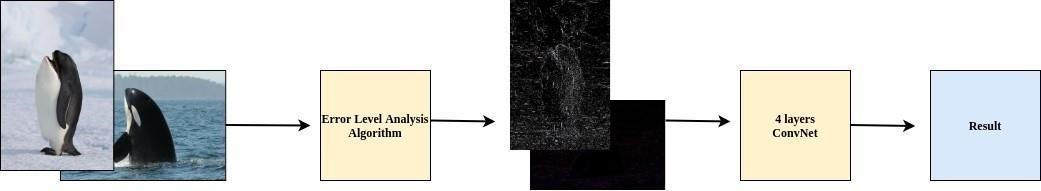 Error Level Analysis
Algorithm
4 layers
ConvNet
Result